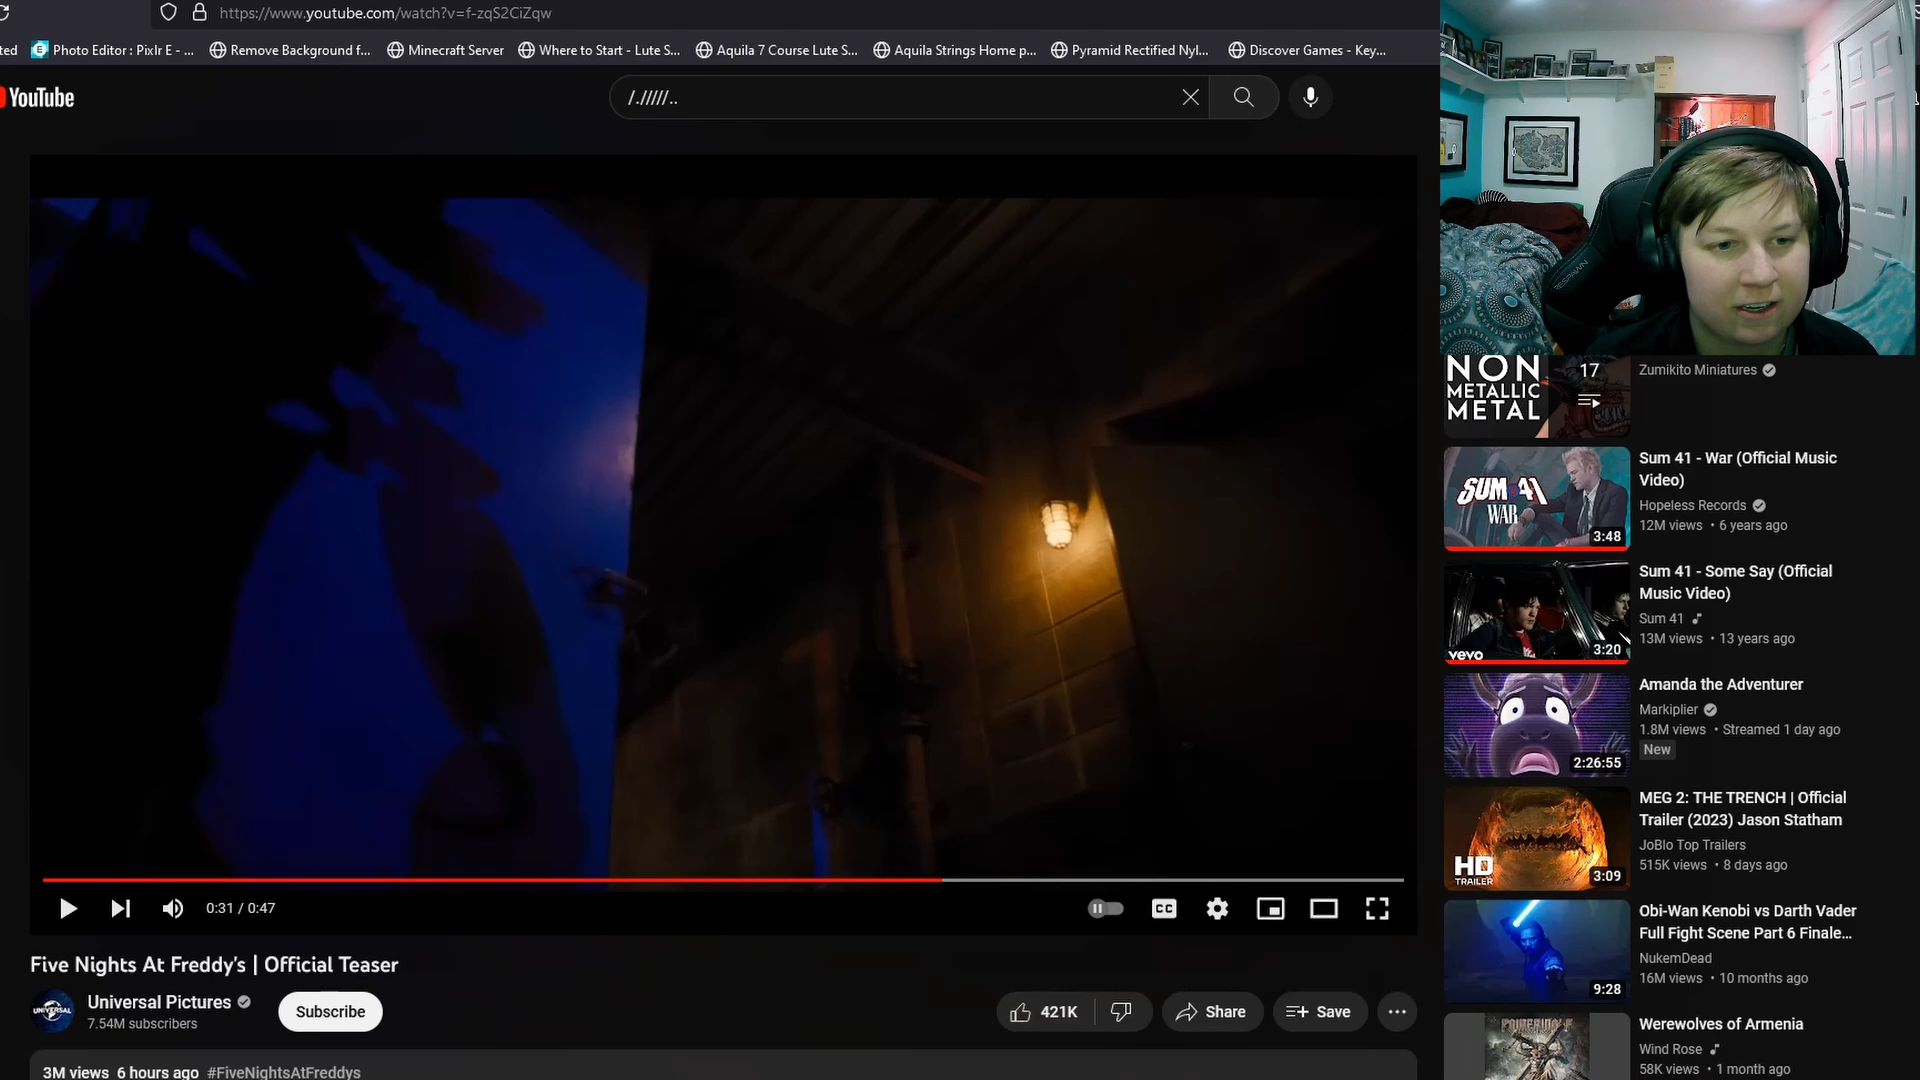 https://www.youtube.com/watch?v=f-zqS2CiZqw
ted
Photo Editor : Pixlr E - ...
Remove Background f...
Minecraft Server
Where to Start - Lute S...
Aquila 7 Course Lute S...
Aquila Strings Home p...
Pyramid Rectified Nyl...
Discover Games - Key...
YouTube
/./////..
0:31 / 0:47
CC
Five Nights At Freddy's | Official Teaser
UNIVERSAL
Universal Pictures
7.54M subscribers
Subscribe
421K
Share
Save
3M views 6 hours ago #FiveNightsAtFreddys
NON
METALLIC
METAL
17
Zumikito Miniatures
SUM 41
WAR
3:48
Sum 41 - War (Official Music
Video)
Hopeless Records
12M views • 6 years ago
vevo
3:20
Sum 41 - Some Say (Official
Music Video)
Sum 41
13M views • 13 years ago
2:26:55
Amanda the Adventurer
Markiplier
1.8M views • Streamed 1 day ago
New
HD
TRAILER
3:09
MEG 2: THE TRENCH | Official
Trailer (2023) Jason Statham
JoBlo Top Trailers
515K views • 8 days ago
9:28
Obi-Wan Kenobi vs Darth Vader
Full Fight Scene Part 6 Finale...
NukemDead
16M views • 10 months ago
POWERWOLF
Werewolves of Armenia
Wind Rose
58K views • 1 month ago